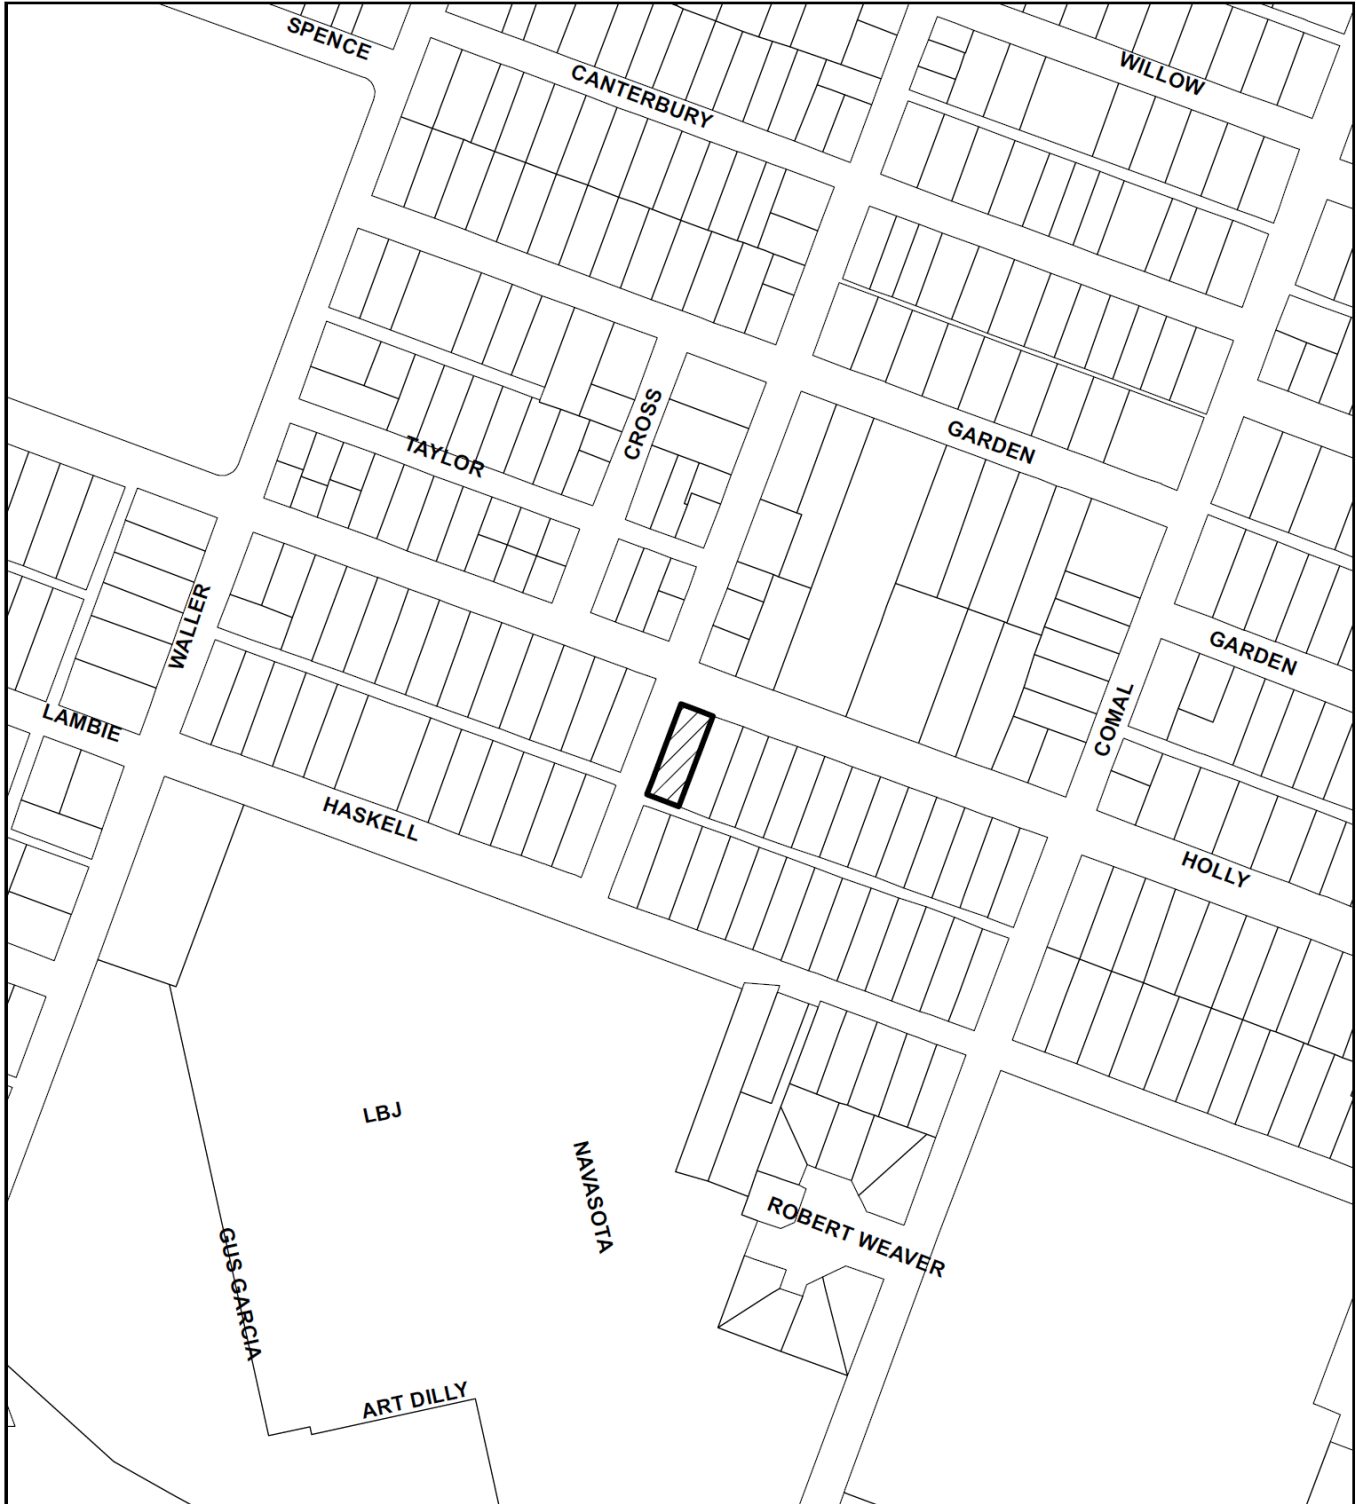 SPENCE
WILLOW
CANTERBURY
CROSS
GARDEN
TAYLOR
WALLER
GARDEN
LAMBIE
COMAL
HASKELL
HOLLY
LBJ
NAVASOTA
ROBERT WEAVER
GUS GARCIA
ART DILLY